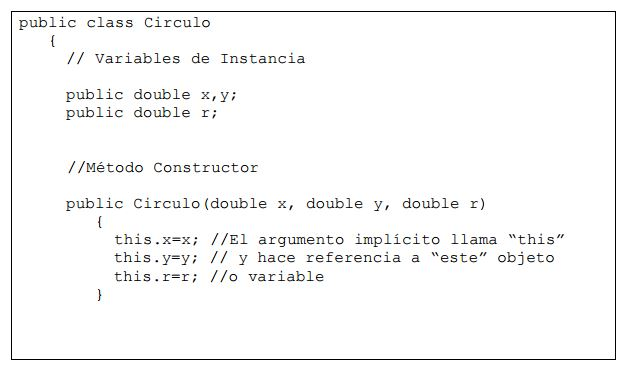 public class Circulo
{
// Variables de Instancia
public double x,y;
public double r;
//Método Constructor
public Circulo(double x, double y, double r)
{
this.x=x; //El argumento implícito llama “this”
this.y=y; // y hace referencia a “este” objeto
this.r=r; //o variable
}